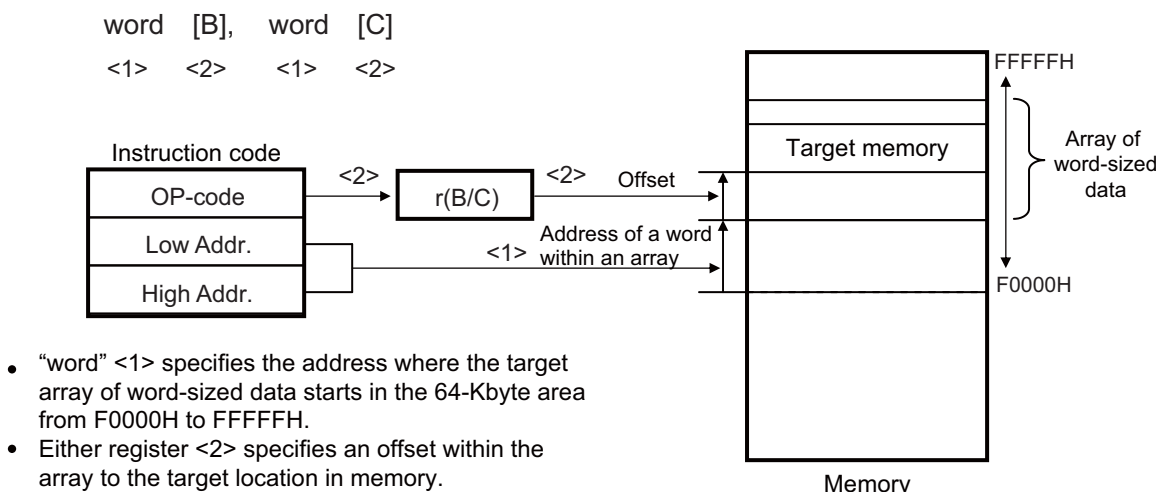 word [B], word [C]
<1> <2> <1> <2>
FFFFFH
Target memory
Array of
word-sized
data
Instruction code
OP-code
<2>
r(B/C)
<2>
Offset
Low Addr.
<1>
Address of a word
within an array
High Addr.
F0000H
• “word” <1> specifies the address where the target
array of word-sized data starts in the 64-Kbyte area
from F0000H to FFFFFH.
• Either register <2> specifies an offset within the
array to the target location in memory.
Memory